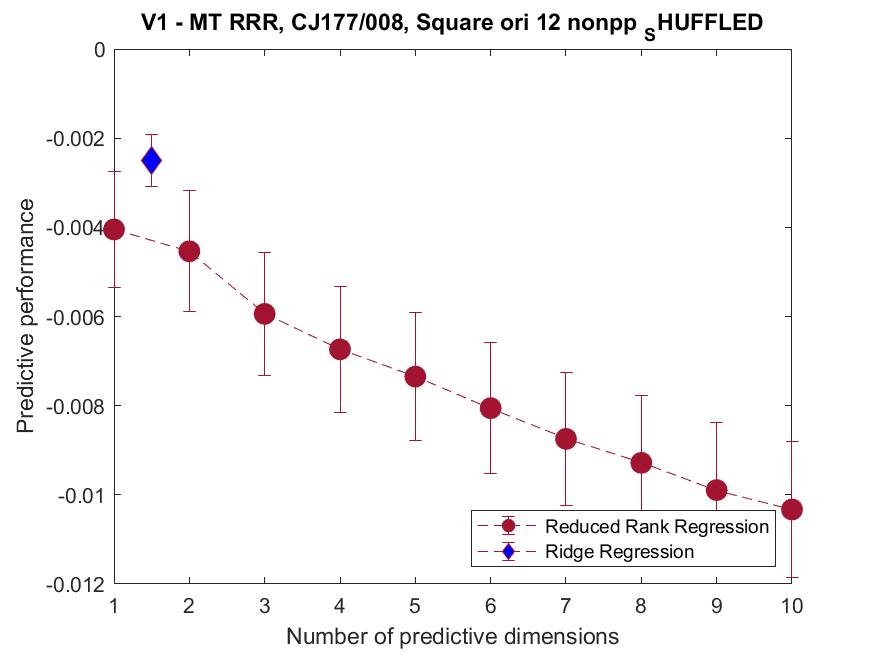 V1 - MT RRR, CJ177/008, Square ori 12 nonpp SHUFFLED
0
-0.002
-0.004
-0.006
-0.008
-0.01
-0.012
Predictive performance
Reduced Rank Regression
Ridge Regression
1 2 3 4 5 6 7 8 9 10
Number of predictive dimensions